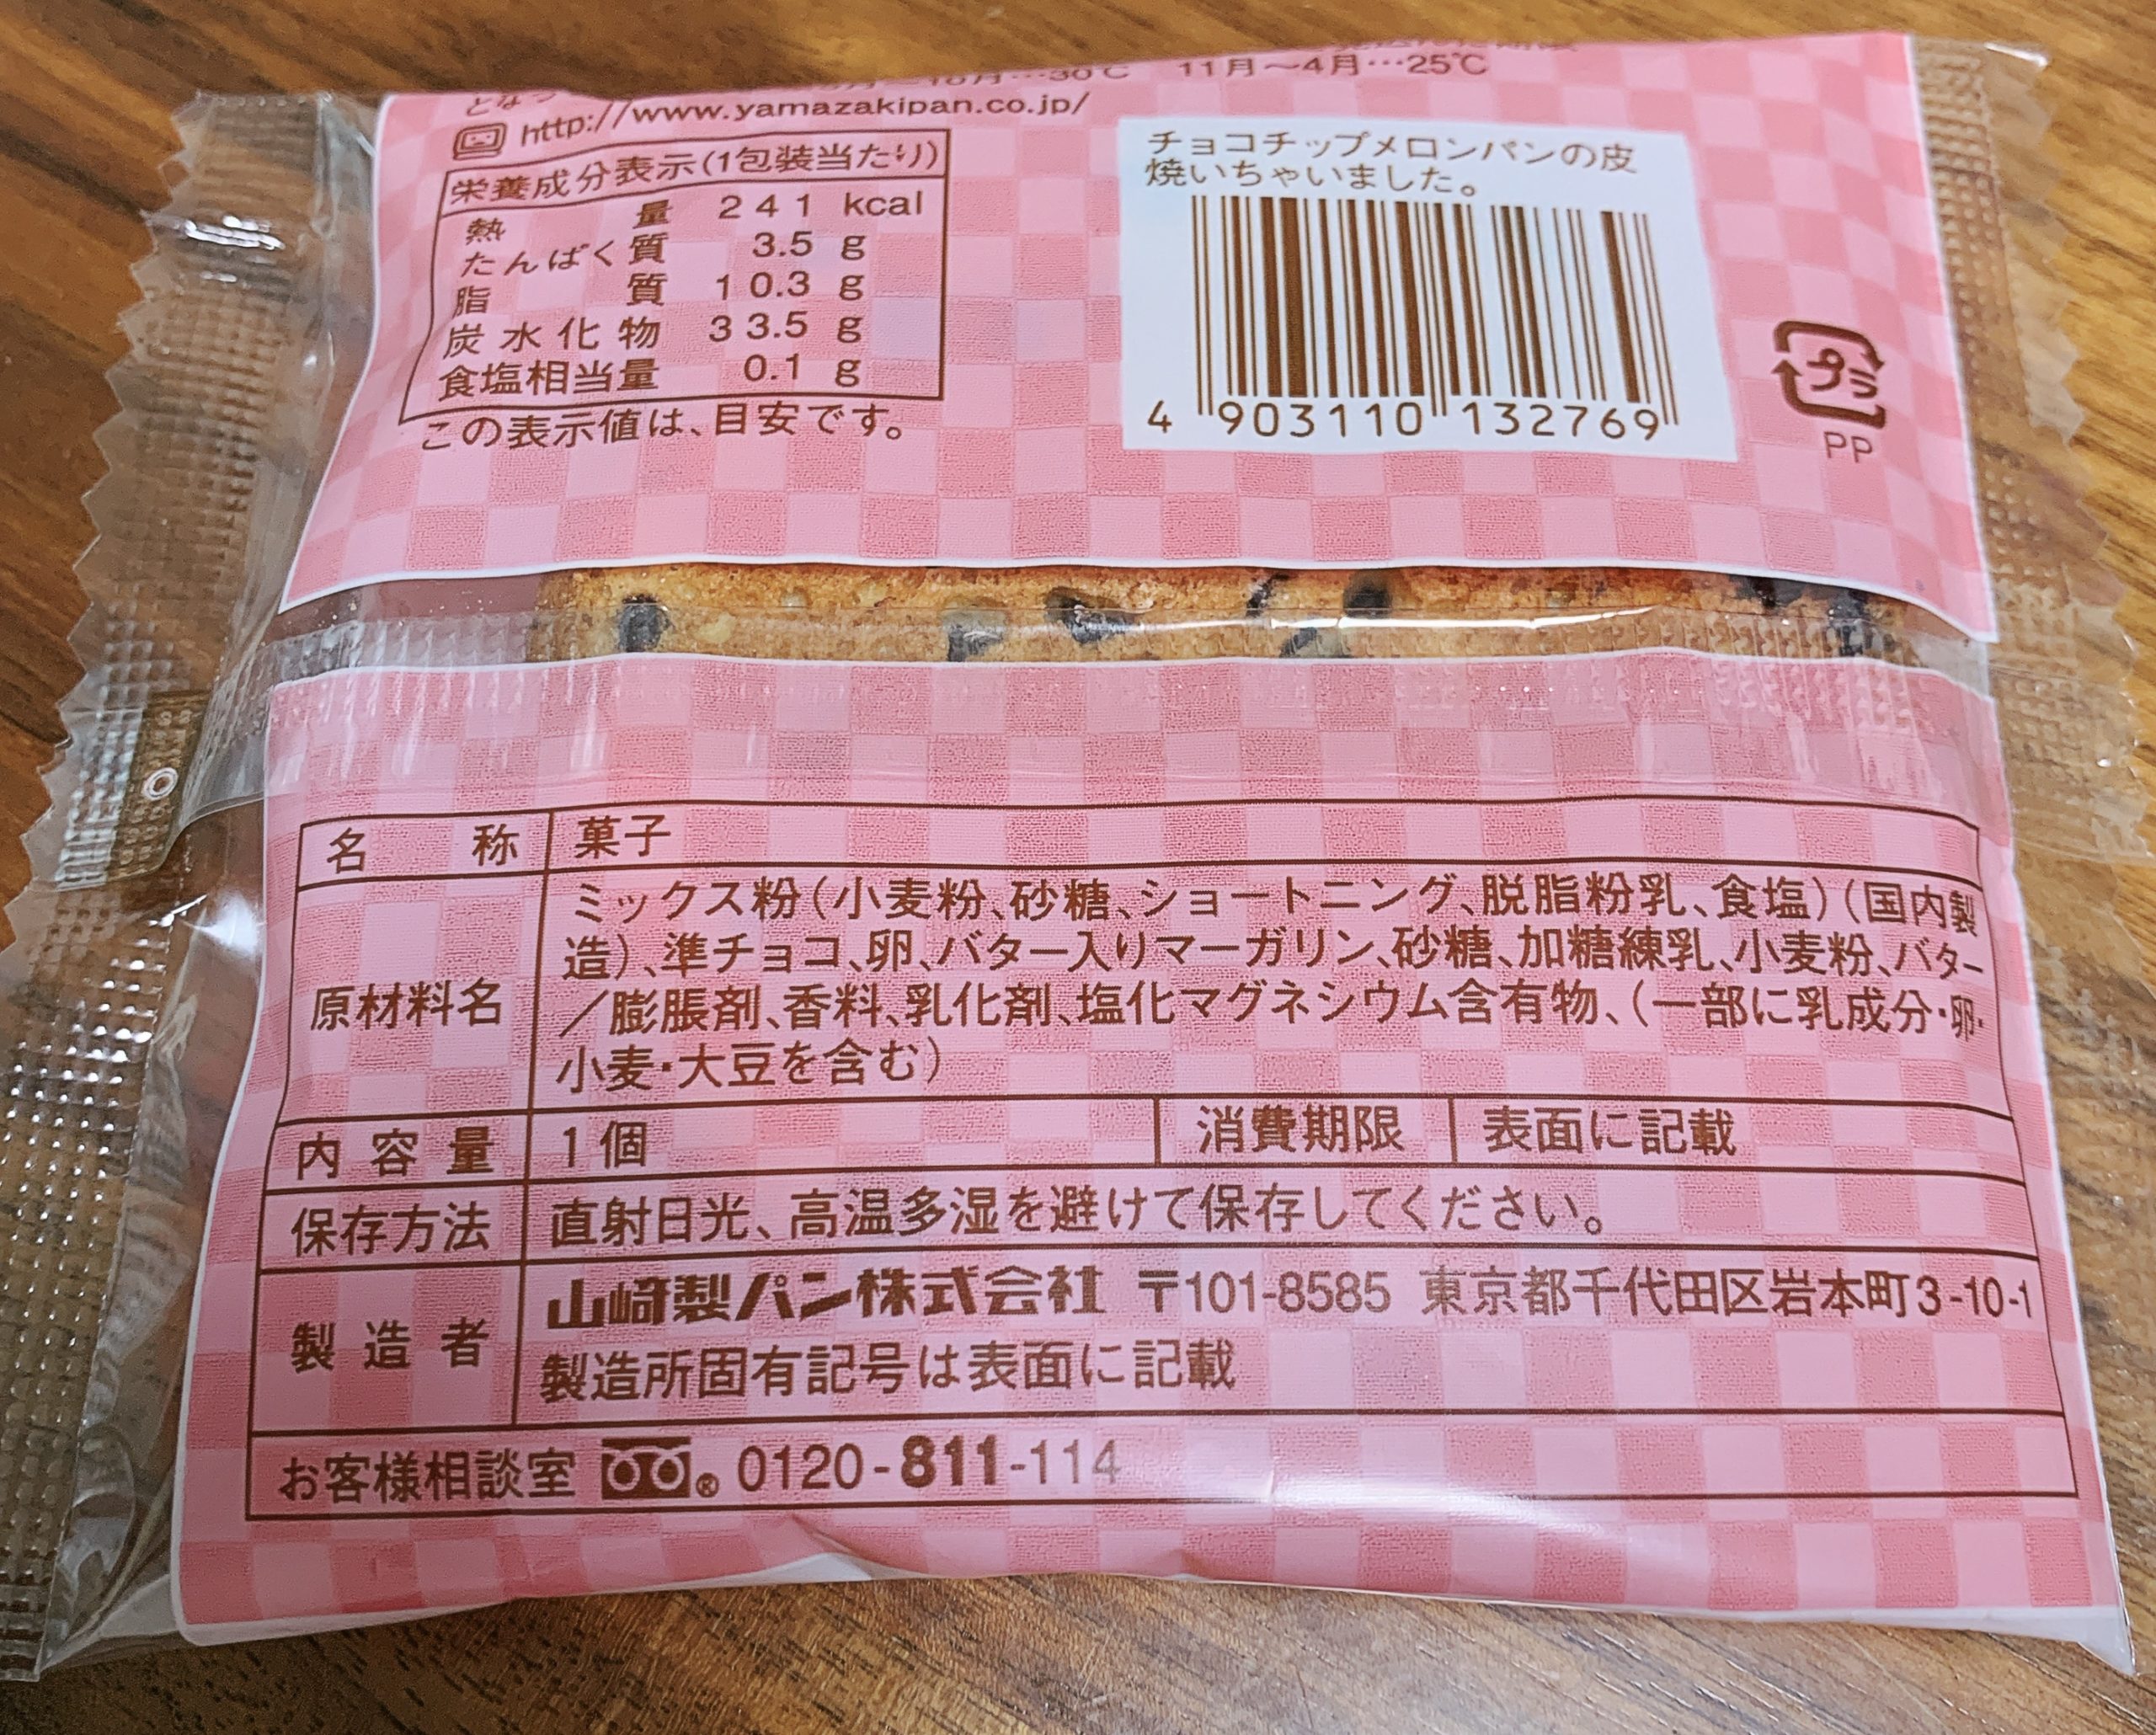 11月～4月…25℃
http://www.yamazakipan.co.jp/
栄養成分表示(1包装当たり)
熱量 241 kcal
たんぱく質 3.5 g
脂質 10.3 g
炭水化物 33.5 g
食塩相当量 0.1 g
この表示値は、目安です。
チョコチップメロンパンの皮
焼いちゃいました。
4 903110 132769
プラ
PP
名称 菓子
原材料名
ミックス粉(小麦粉、砂糖、ショートニング、脱脂粉乳、食塩)(国内製
造)、準チョコ、卵、バター入りマーガリン、砂糖、加糖練乳、小麦粉、バター
／膨脹剤、香料、乳化剤、塩化マグネシウム含有物、(一部に乳成分・卵・
小麦・大豆を含む)
内容量 1個 消費期限 表面に記載
保存方法 直射日光、高温多湿を避けて保存してください。
製造者
山崎製パン株式会社 〒101-8585 東京都千代田区岩本町3-10-1
製造所固有記号は表面に記載
お客様相談室 ® 0120-811-114